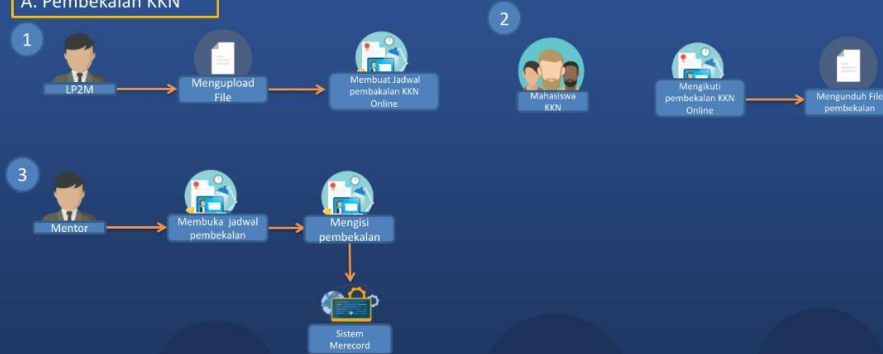 A. Pembekalan KKN
1
LP2M
Mengupload
File
Membuat Jadwal
pembakalan KKN
Online
2
Mahasiswa
KKN
Mengikuti
pembekalan KKN
Online
Mengunduh File
pembekalan
3
Mentor
Membuka jadwal
pembekalan
Mengisi
pembekalan
Sistem
Merecord